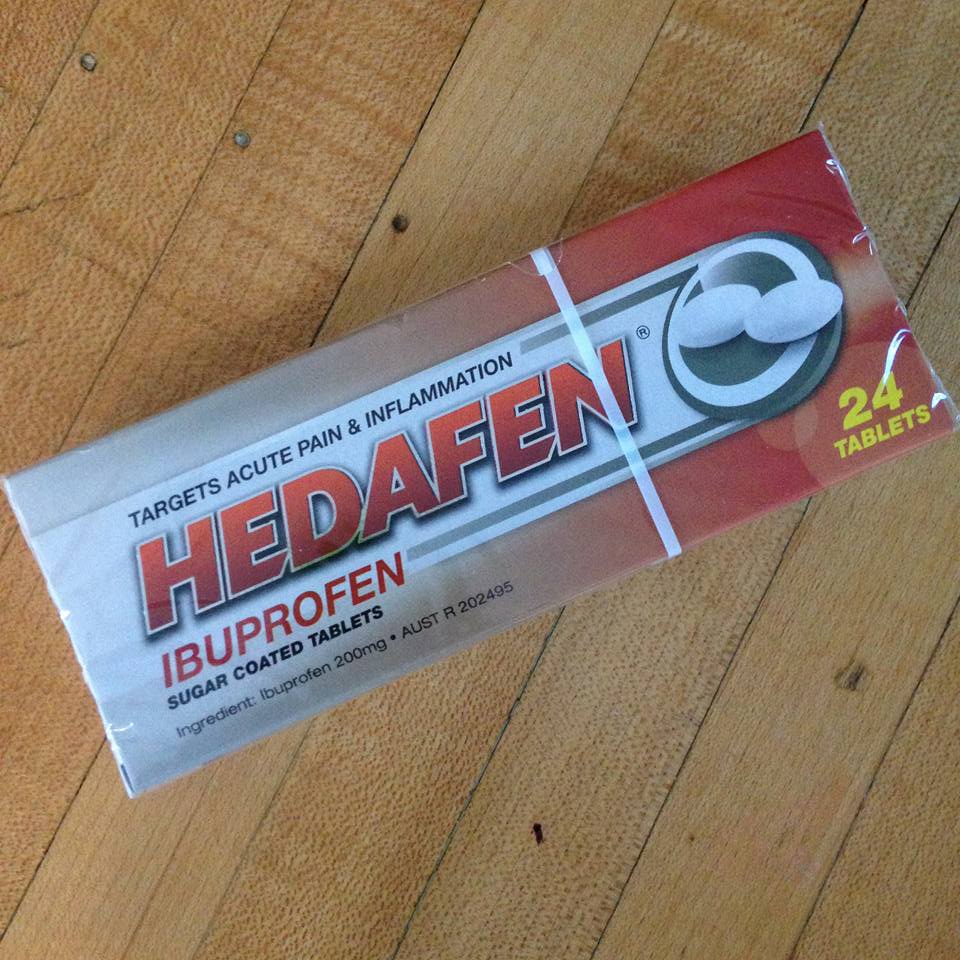 TARGETS ACUTE PAIN & INFLAMMATION
HEDAFEN®
IBUPROFEN
SUGAR COATED TABLETS
Ingredient: Ibuprofen 200mg • AUST R 202495
24
TABLETS